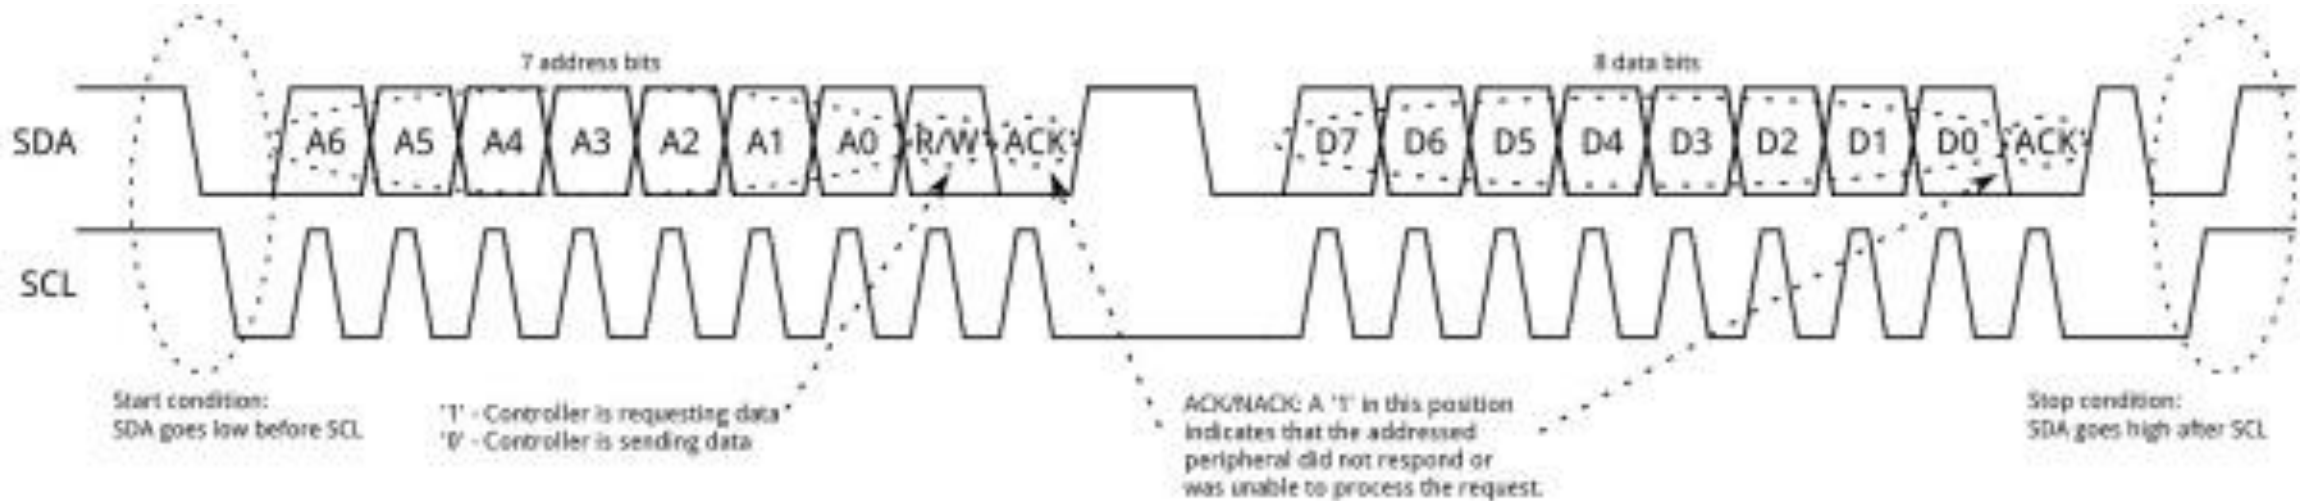 7 address bits
8 data bits
SDA A6 A5 A4 A3 A2 A1 A0 R/W ACK D7 D6 D5 D4 D3 D2 D1 D0 ACK
SCL
Start condition:
SDA goes low before SCL
'1' - Controller is requesting data
'0' - Controller is sending data
ACK/NACK: A '1' in this position
indicates that the addressed
peripheral did not respond or
was unable to process the request.
Stop condition:
SDA goes high after SCL